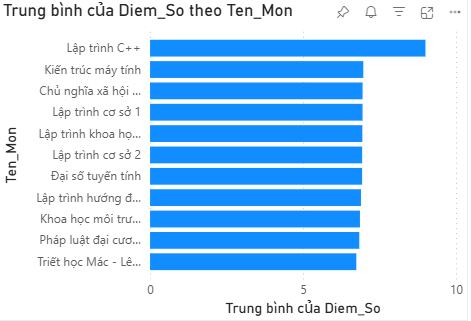 Trung bình của Diem_So theo Ten_Mon
Ten_Mon
Lập trình C++
Kiến trúc máy tính
Chủ nghĩa xã hội ...
Lập trình cơ sở 1
Lập trình khoa họ...
Lập trình cơ sở 2
Đại số tuyến tính
Lập trình hướng đ...
Khoa học môi trư...
Pháp luật đại cươ...
Triết học Mác - Lê...
0 5 10
Trung bình của Diem_So